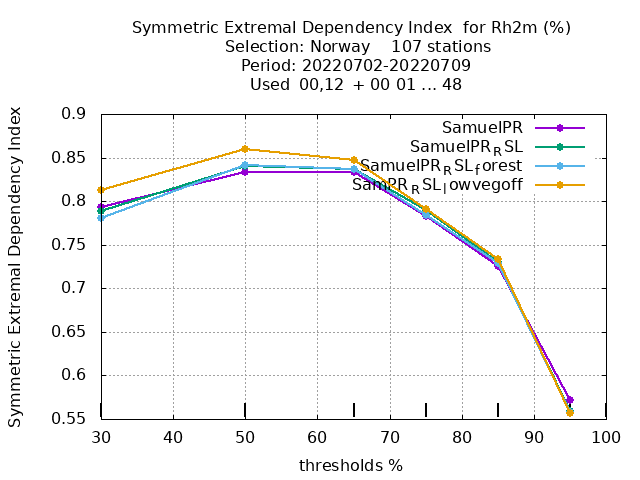 Symmetric Extremal Dependency Index for Rh2m (%)
Selection: Norway 107 stations
Period: 20220702-20220709
Used 00,12 + 00 01 ... 48
Symmetric Extremal Dependency Index
0.9
0.85
0.8
0.75
0.7
0.65
0.6
0.55
SamuelPR
SamuelPR_RSL
SamuelPR_RSL_forest
SamPR_RSL_lowvegoff
30 40 50 60 70 80 90 100
thresholds %